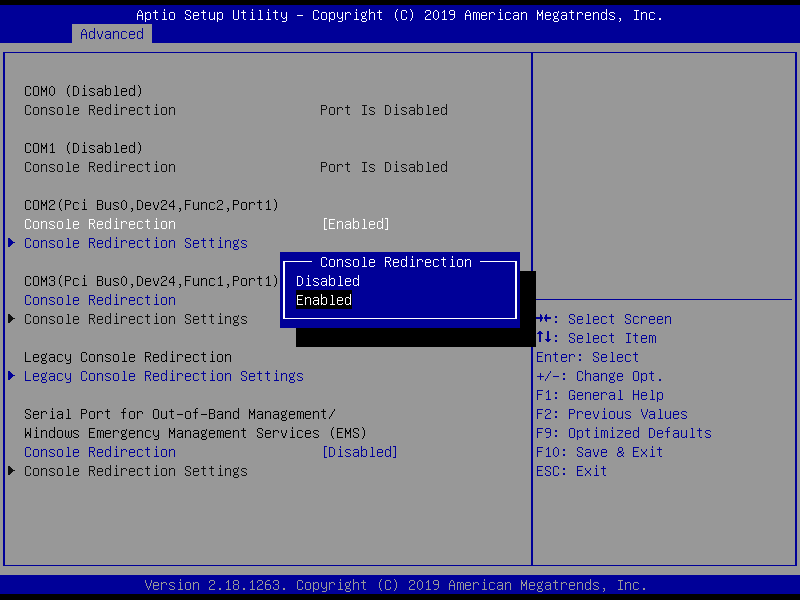 Aptio Setup Utility – Copyright (C) 2019 American Megatrends, Inc.
Advanced
COM0 (Disabled)
Console Redirection Port Is Disabled
COM1 (Disabled)
Console Redirection Port Is Disabled
COM2(Pci Bus0,Dev24,Func2,Port1)
Console Redirection [Enabled]
Console Redirection Settings
COM3(Pci Bus0,Dev24,Func1,Port1)
Console Redirection
Console Redirection Settings
Legacy Console Redirection
Legacy Console Redirection Settings
Serial Port for Out-of-Band Management/
Windows Emergency Management Services (EMS)
Console Redirection [Disabled]
Console Redirection Settings
Console Redirection
Disabled
Enabled
→←: Select Screen
↑↓: Select Item
Enter: Select
+/-: Change Opt.
F1: General Help
F2: Previous Values
F9: Optimized Defaults
F10: Save & Exit
ESC: Exit
Version 2.18.1263. Copyright (C) 2019 American Megatrends, Inc.